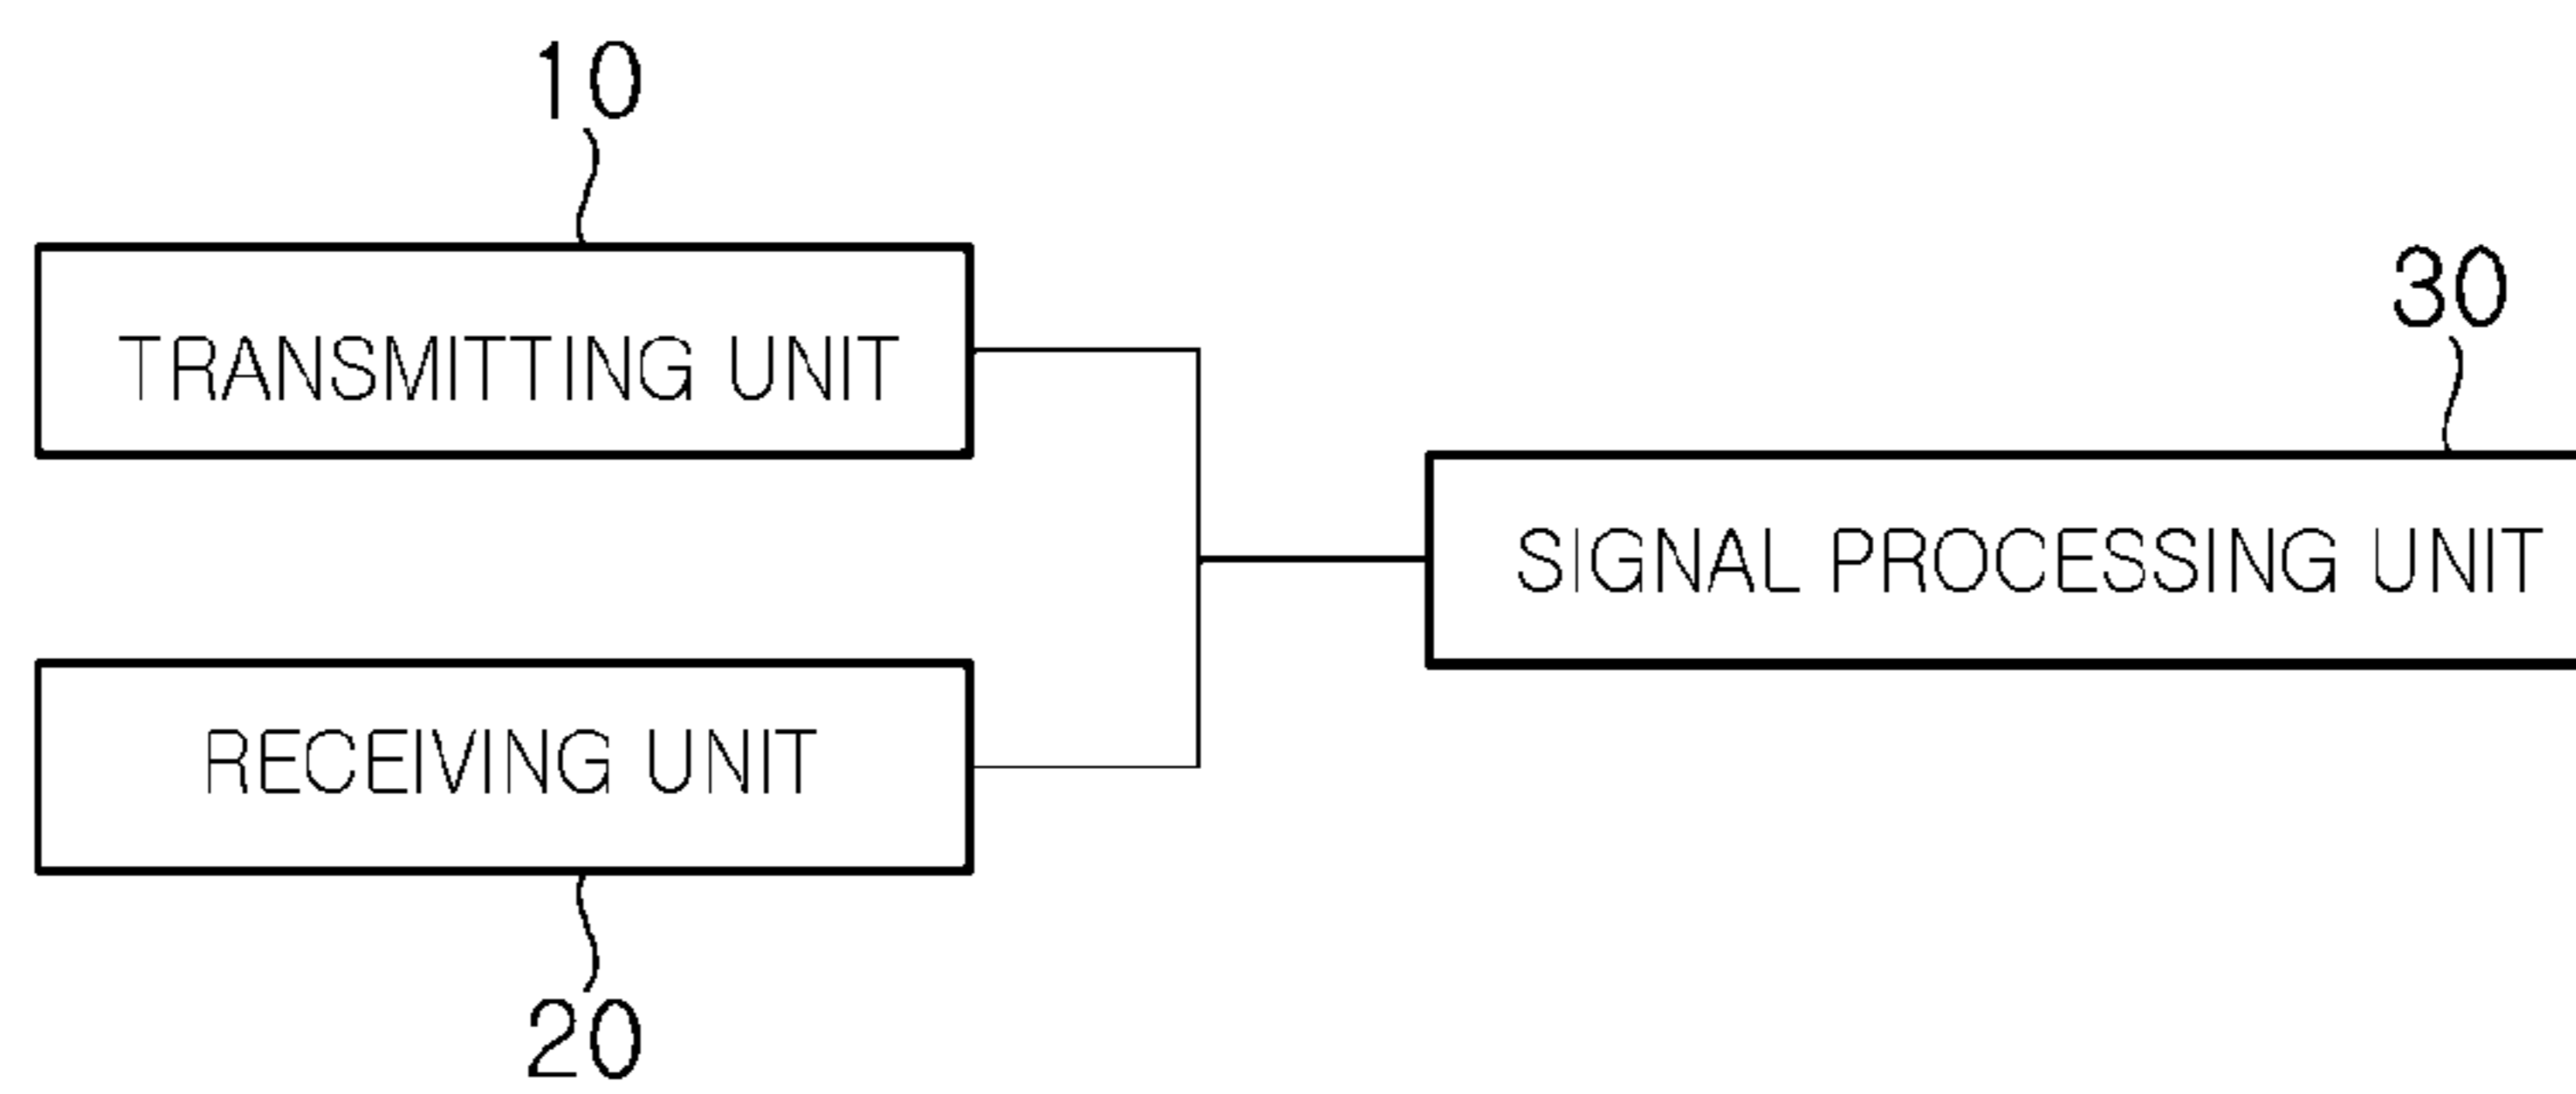 10
TRANSMITTING UNIT
30
SIGNAL PROCESSING UNIT
RECEIVING UNIT
20